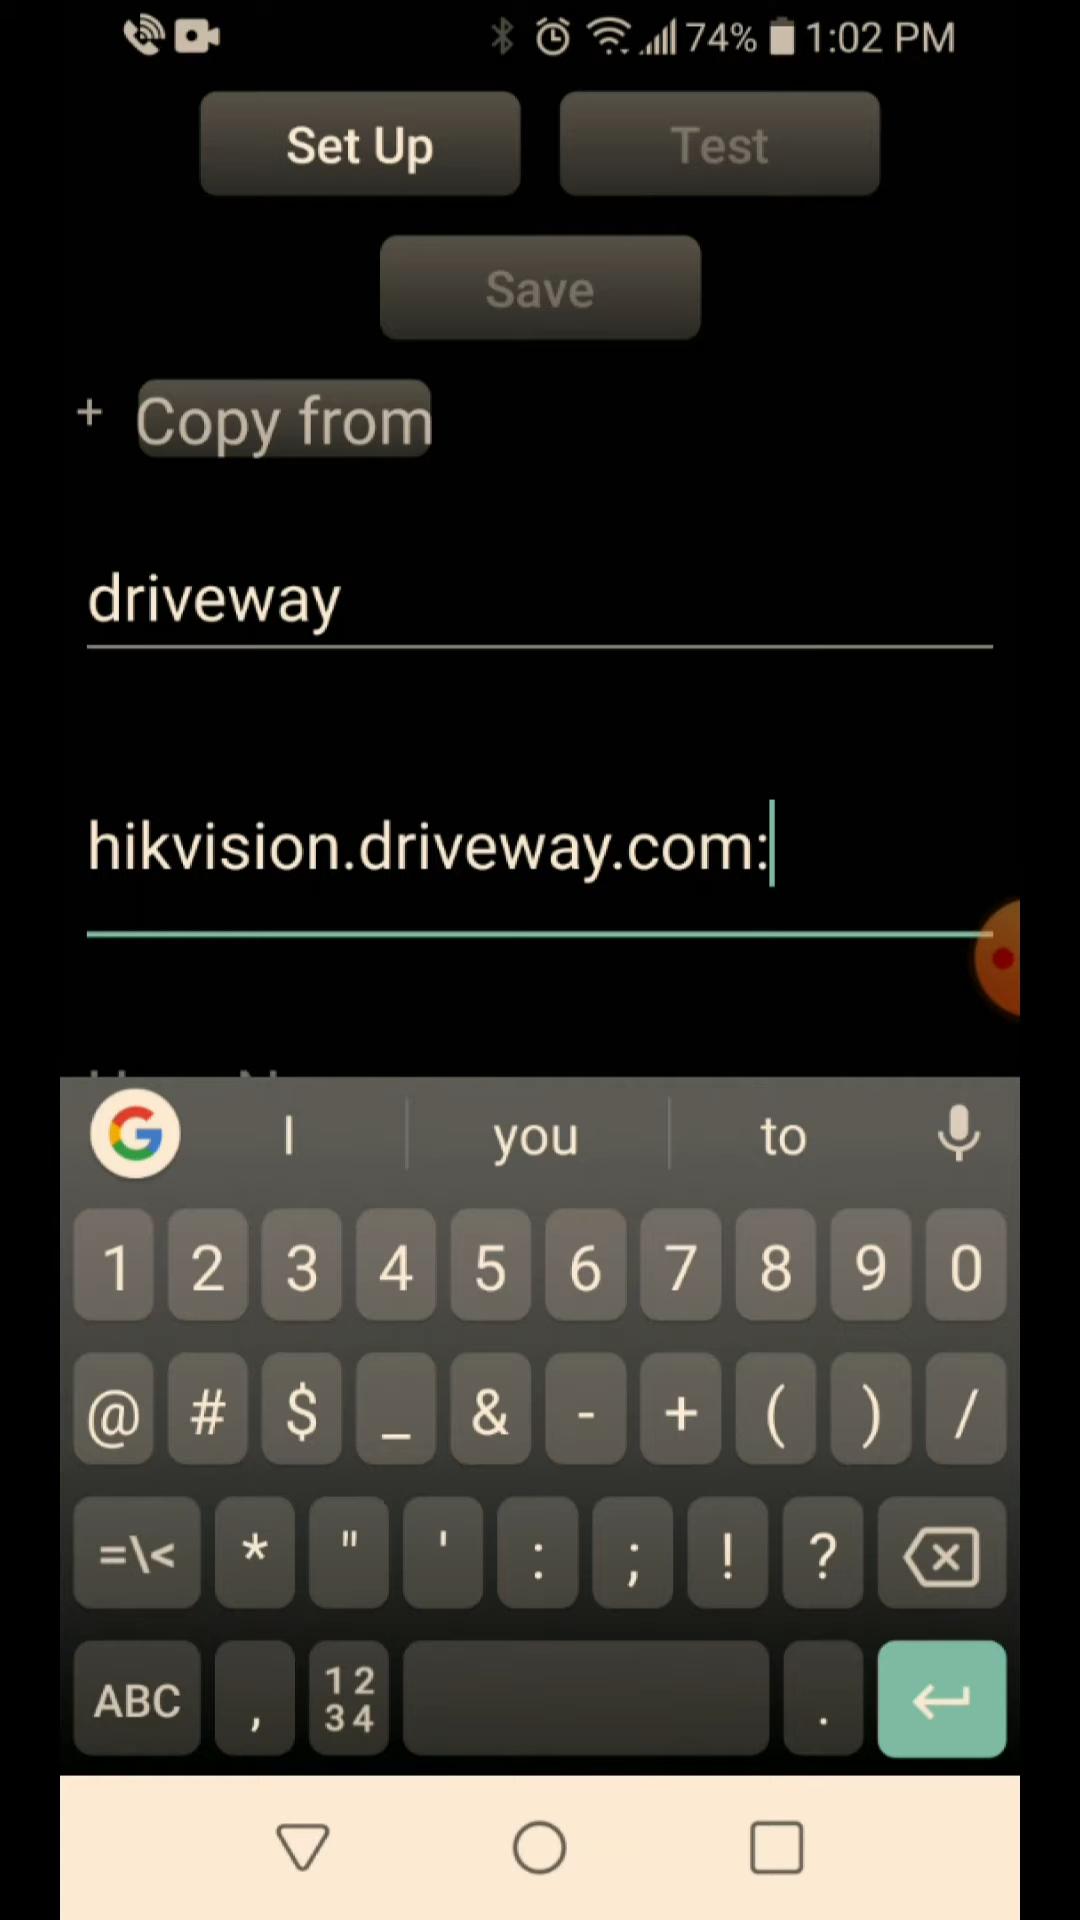 74% 1:02 PM
Set Up Test
Save
+ Copy from
driveway
hikvision.driveway.com:
I you to
1 2 3 4 5 6 7 8 9 0
@ # $ _ & - + ( ) /
=\< * " ' : ; ! ?
ABC , 12 34 .